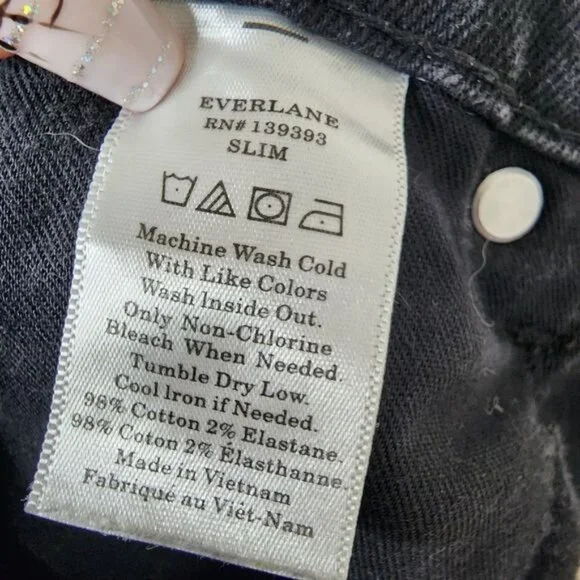 EVERLANE
RN# 139393
SLIM
Machine Wash Cold
With Like Colors
Wash Inside Out.
Only Non-Chlorine
Bleach When Needed.
Tumble Dry Low.
Cool Iron if Needed.
98% Cotton 2% Elastane.
98% Coton 2% Élasthanne.
Made in Vietnam
Fabrique au Viêt-Nam